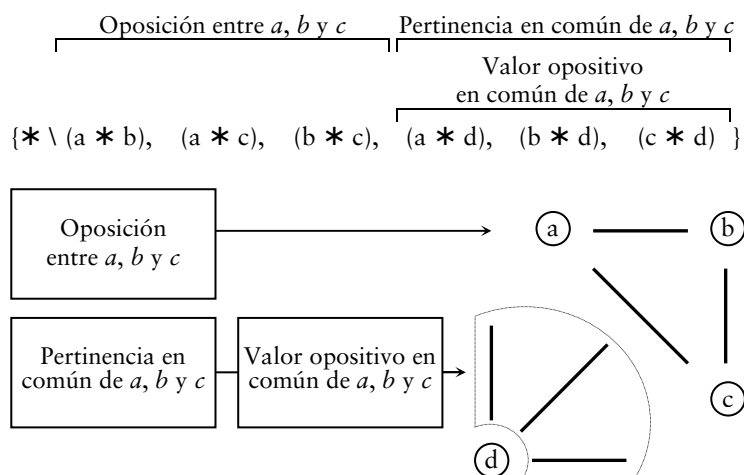 Oposición entre a, b y c
Pertinencia en común de a, b y c
Valor opositivo
en común de a, b y c
{* \ (a * b), (a * c), (b * c), (a * d), (b * d), (c * d) }
Oposición
entre a, b y c
a
b
Pertinencia en
común de a, b y c
Valor opositivo en
común de a, b y c
c
d